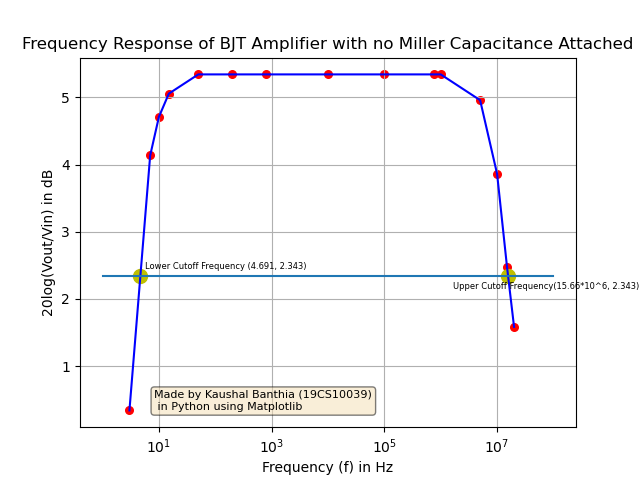 Frequency Response of BJT Amplifier with no Miller Capacitance Attached
20log(Vout/Vin) in dB
5
4
3
2
1
Lower Cutoff Frequency (4.691, 2.343)
Upper Cutoff Frequency(15.66*10^6, 2.343)
Made by Kaushal Banthia (19CS10039)
in Python using Matplotlib
10^1 10^3 10^5 10^7
Frequency (f) in Hz